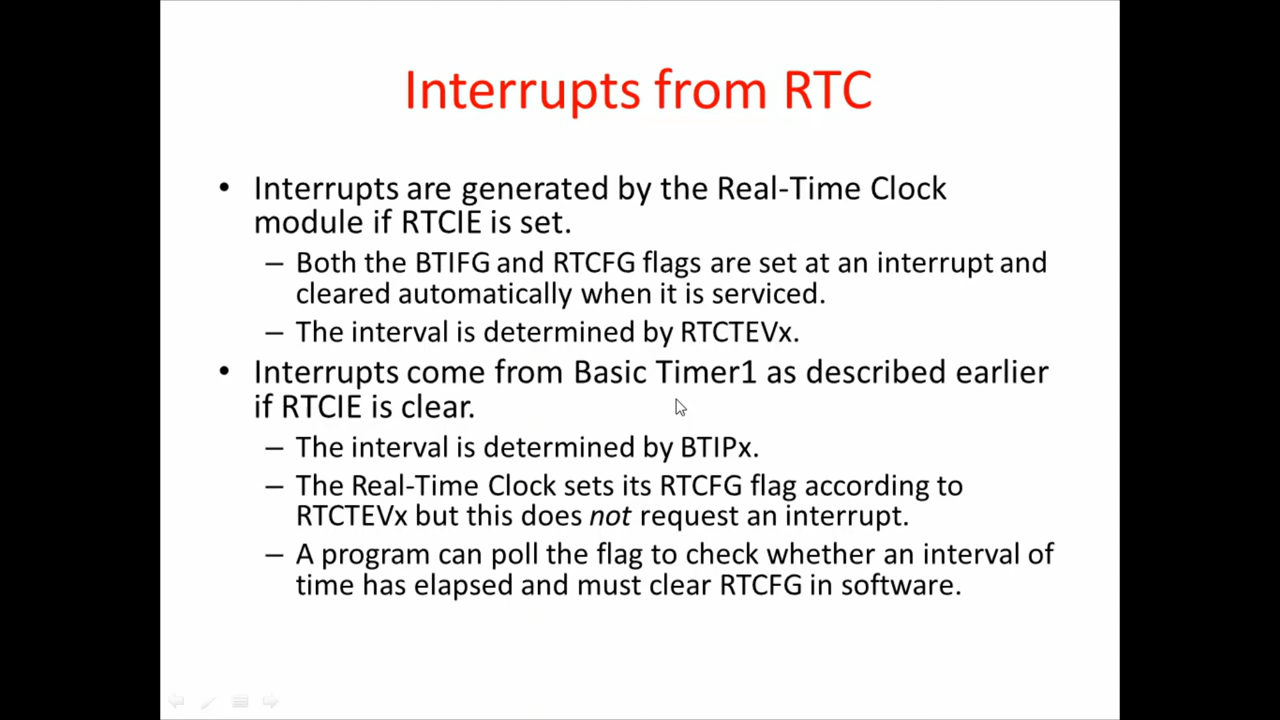 Interrupts from RTC
• Interrupts are generated by the Real-Time Clock
module if RTCIE is set.
– Both the BTIFG and RTCFG flags are set at an interrupt and
cleared automatically when it is serviced.
– The interval is determined by RTCTEVx.
• Interrupts come from Basic Timer1 as described earlier
if RTCIE is clear.
– The interval is determined by BTIPx.
– The Real-Time Clock sets its RTCFG flag according to
RTCTEVx but this does not request an interrupt.
– A program can poll the flag to check whether an interval of
time has elapsed and must clear RTCFG in software.